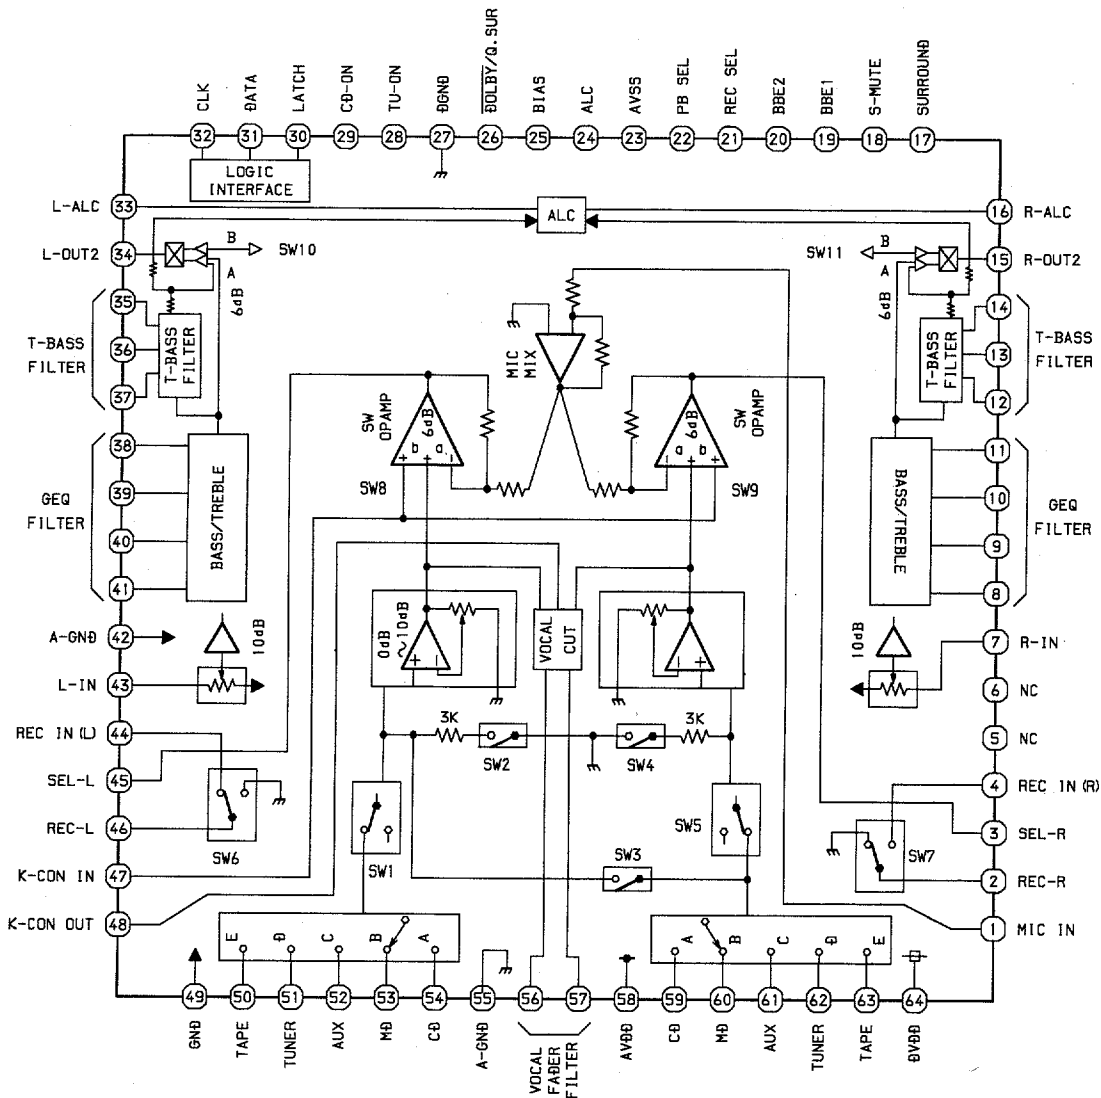 CLK
DATA
LATCH
CD-ON
TU-ON
DGND
DOLBY/Q.SUR
BIAS
ALC
AVSS
PB SEL
REC SEL
BBE2
BBE1
S-MUTE
SURROUND
32 31 30 29 28 27 26 25 24 23 22 21 20 19 18 17
LOGIC
INTERFACE
L-ALC 33
ALC
16 R-ALC
L-OUT2 34
B
A
SW10
6dB
SW11
B
A
6dB
15 R-OUT2
35
36
37
T-BASS
FILTER
T-BASS
FILTER
MIC
MIX
T-BASS
FILTER
14
13
12
T-BASS
FILTER
SW
OPAMP
6dB
b a
+ + -
SW8
SW
OPAMP
6dB
a b
- + +
SW9
38
39
40
41
GEQ
FILTER
BASS/TREBLE
BASS/TREBLE
11
10
9
8
GEQ
FILTER
A-GND 42
10dB
0dB
~10dB
+ -
VOCAL
CUT
- +
10dB
7 R-IN
L-IN 43
6 NC
REC IN (L) 44
3K
SW2
SW4
3K
5 NC
SEL-L 45
4 REC IN (R)
REC-L 46
SW6
SW1
SW5
SW3
SW7
3 SEL-R
K-CON IN 47
2 REC-R
K-CON OUT 48
1 MIC IN
E D C B A
A B C D E
49 50 51 52 53 54 55 56 57 58 59 60 61 62 63 64
GND
TAPE
TUNER
AUX
MD
CD
A-GND
VOCAL
FADER
FILTER
AVDD
CD
MD
AUX
TUNER
TAPE
DVDD